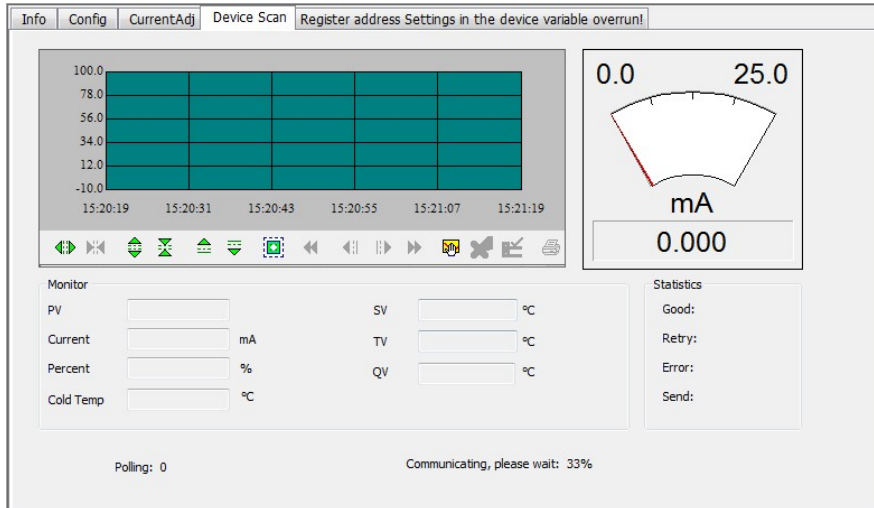 Info Config CurrentAdj Device Scan Register address Settings in the device variable overrun!
100.0
78.0
56.0
34.0
12.0
-10.0
15:20:19 15:20:31 15:20:43 15:20:55 15:21:07 15:21:19
0.0 25.0
mA
0.000
Monitor
PV SV °C
Current mA TV °C
Percent % QV °C
Cold Temp °C
Statistics
Good:
Retry:
Error:
Send:
Polling: 0 Communicating, please wait: 33%